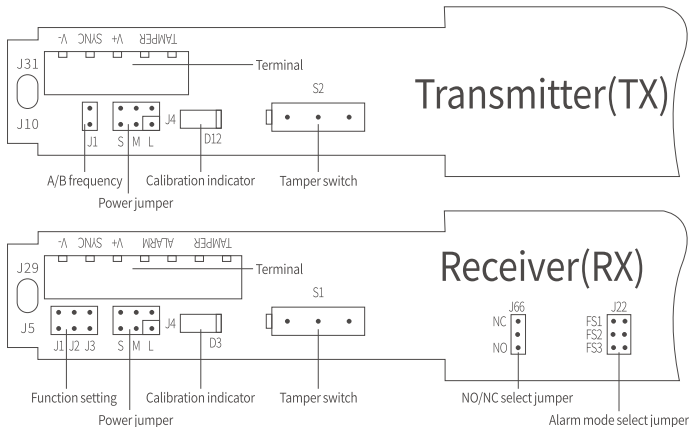 V- SYNC V+ TAMPER
J31
Terminal
S2
Transmitter(TX)
J10
J4
J1 S M L
D12
A/B frequency
Calibration indicator
Tamper switch
Power jumper
V- SYNC V+ ALARM TAMPER
J29
Terminal
Receiver(RX)
S1
J66
J22
J5
J4
NC
FS1
FS2
NO
FS3
J1 J2 J3 S M L
D3
Function setting
Calibration indicator
Tamper switch
NO/NC select jumper
Power jumper
Alarm mode select jumper